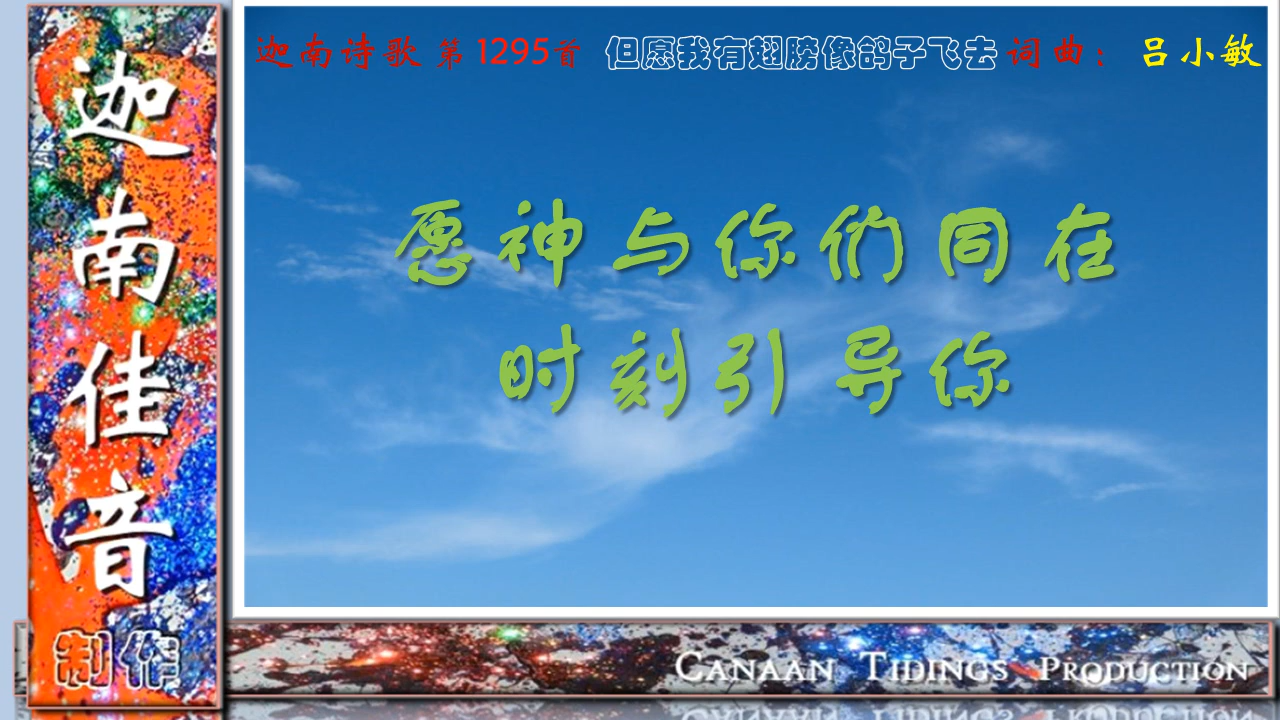 迦南诗歌 第1295首 但愿我有翅膀像鸽子飞去 词曲： 吕小敏
愿神与你们同在
时刻引导你
迦南佳音
制作
CANAAN TIDINGS PRODUCTION